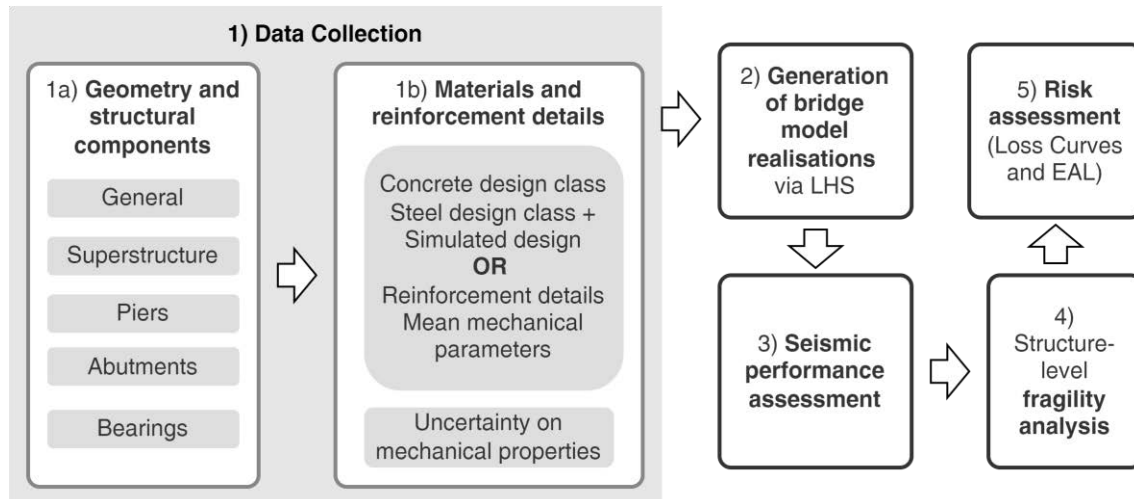 1) Data Collection
1a) Geometry and
structural
components
General
Superstructure
Piers
Abutments
Bearings
1b) Materials and
reinforcement details
Concrete design class
Steel design class +
Simulated design
OR
Reinforcement details
Mean mechanical
parameters
Uncertainty on
mechanical properties
2) Generation
of bridge
model
realisations
via LHS
3) Seismic
performance
assessment
4)
Structure-
level
fragility
analysis
5) Risk
assessment
(Loss Curves
and EAL)